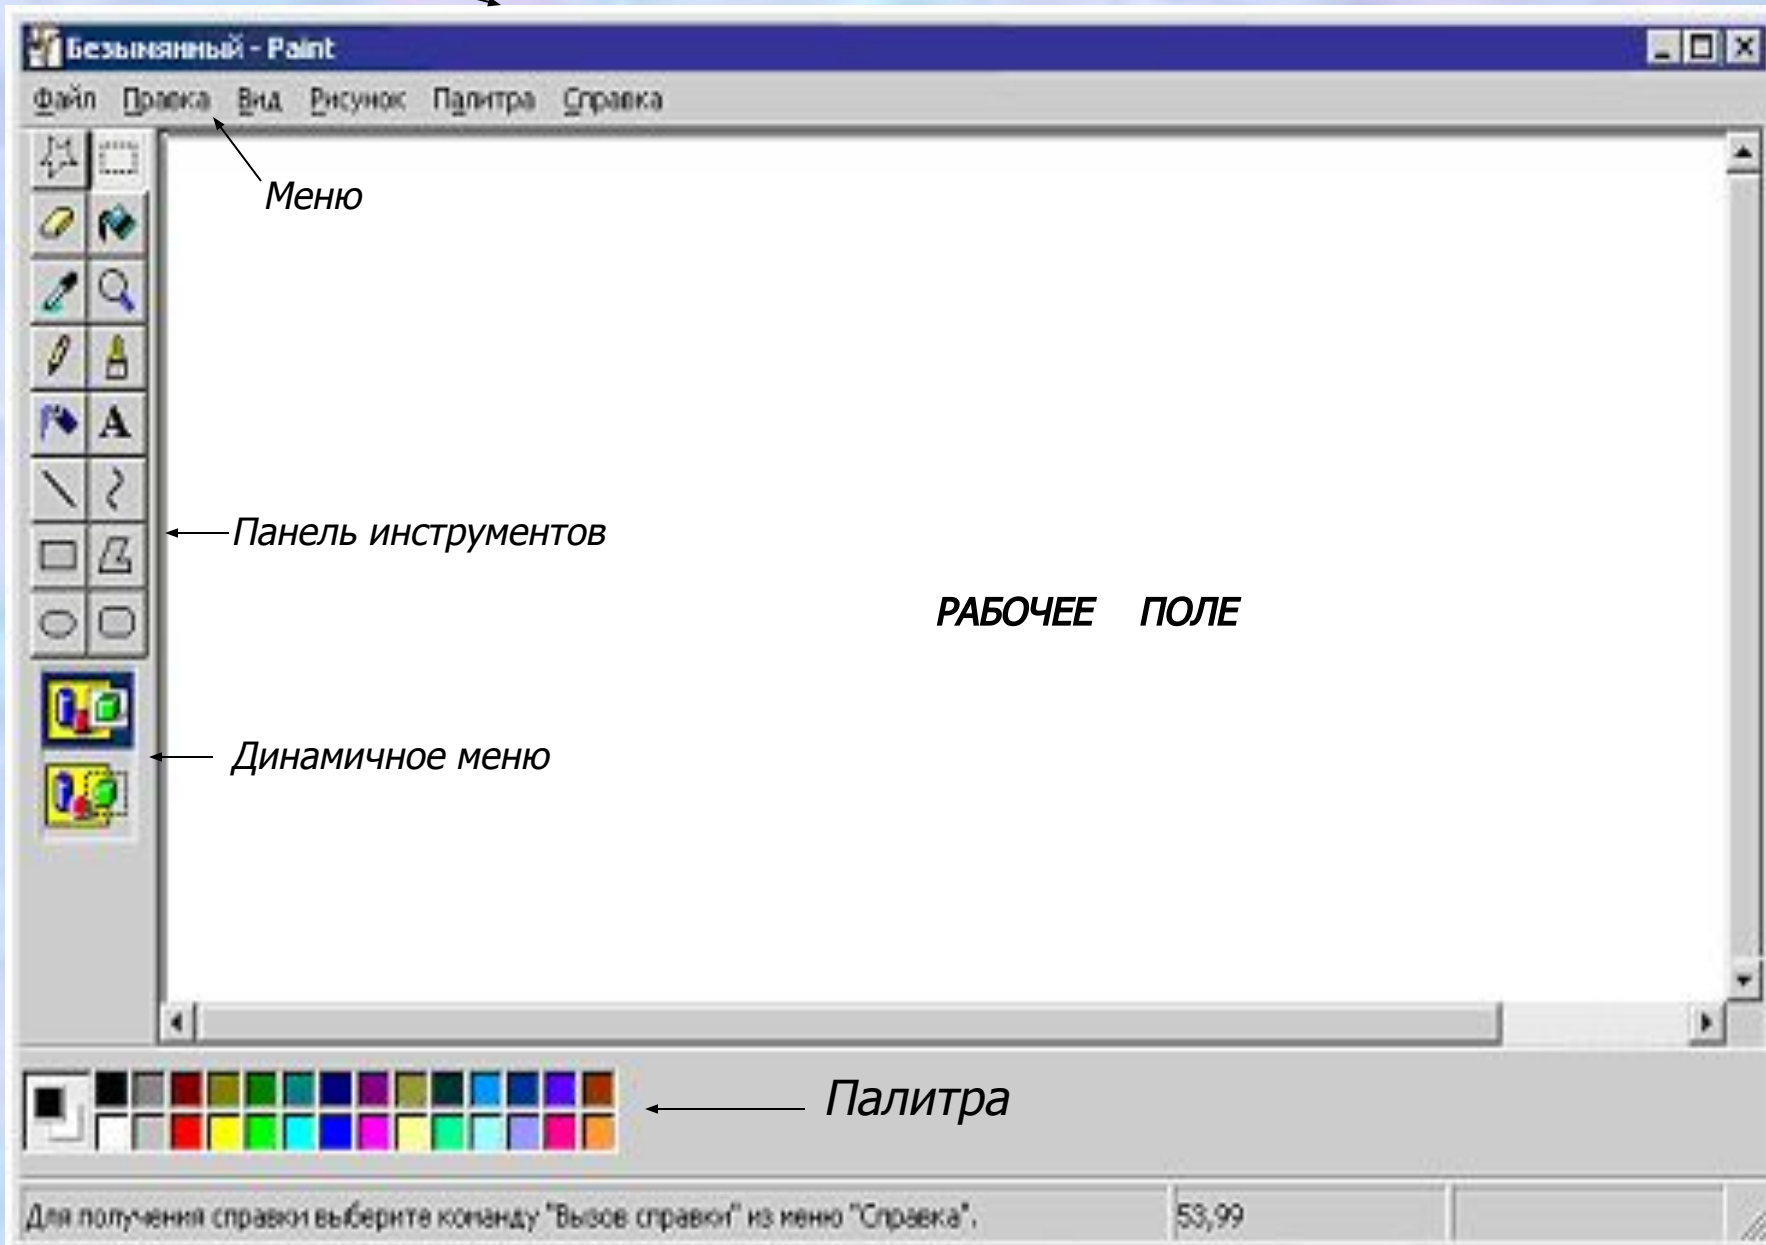 Безымянный - Paint
Файл Правка Вид Рисунок Палитра Справка
Меню
A
Панель инструментов
РАБОЧЕЕ ПОЛЕ
Динамичное меню
Палитра
Для получения справки выберите команду "Вызов справки" из меню "Справка". 53,99